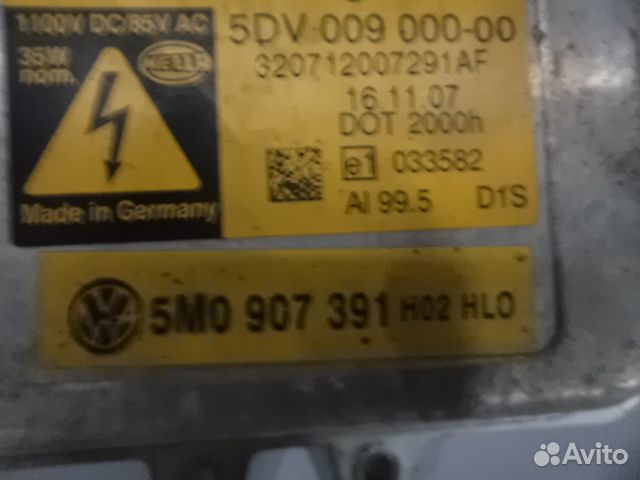 1100V DC/85V AC
35W
nom.
HELLA
Made in Germany
5DV 009 000-00
320712007291AF
16.11.07
DOT 2000h
e1 033582
Al 99.5 D1S
5M0 907 391 H02 HL0
Avito